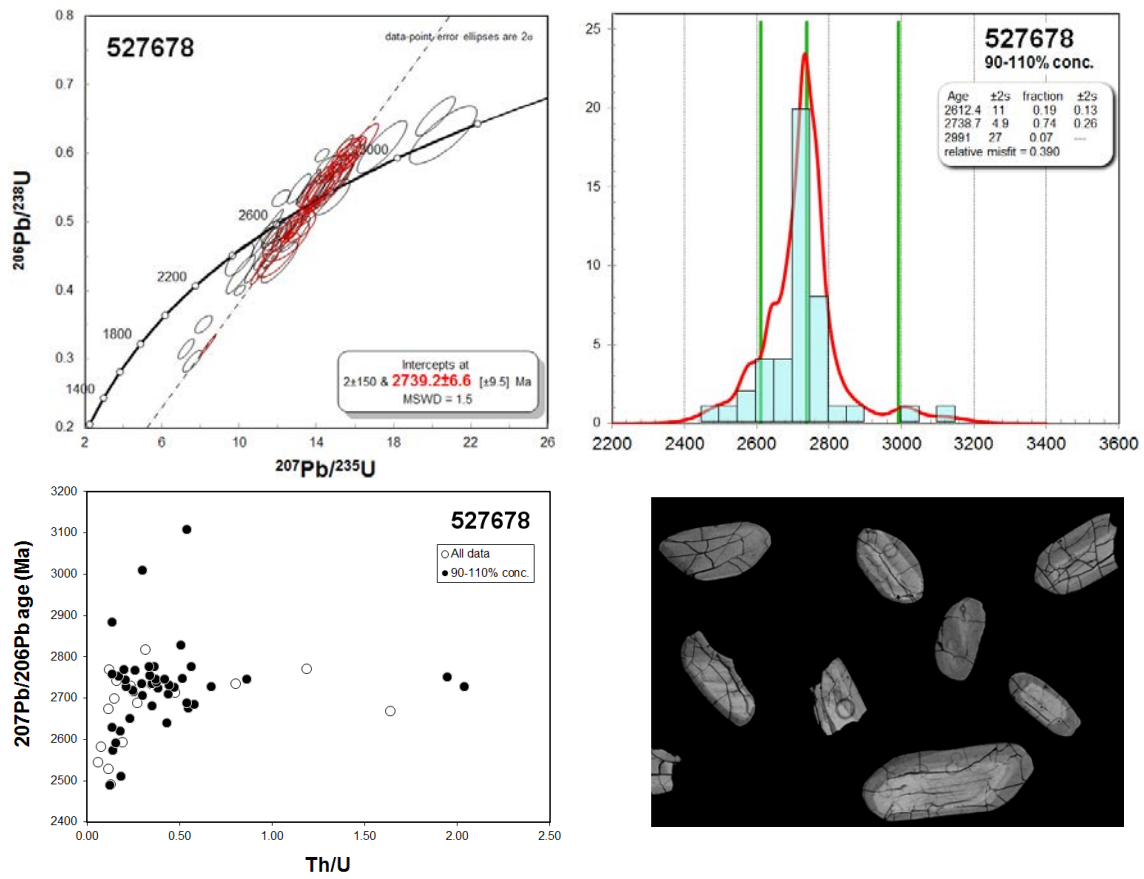 527678
data-point error ellipses are 2σ
0.8
0.7
0.6
0.5
0.4
0.3
0.2
206Pb/238U
3000
2600
2200
1800
1400
Intercepts at
2±150 & 2739.2±6.6 [±9.5] Ma
MSWD = 1.5
2 6 10 14 18 22 26
207Pb/235U
527678
90-110% conc.
Age ±2s fraction ±2s
2612.4 11 0.19 0.13
2738.7 4.9 0.74 0.26
2991 27 0.07 ---
relative misfit = 0.390
25
20
15
10
5
0
2200 2400 2600 2800 3000 3200 3400 3600
527678
All data
90-110% conc.
3200
3100
3000
2900
2800
2700
2600
2500
2400
207Pb/206Pb age (Ma)
0.00 0.50 1.00 1.50 2.00 2.50
Th/U